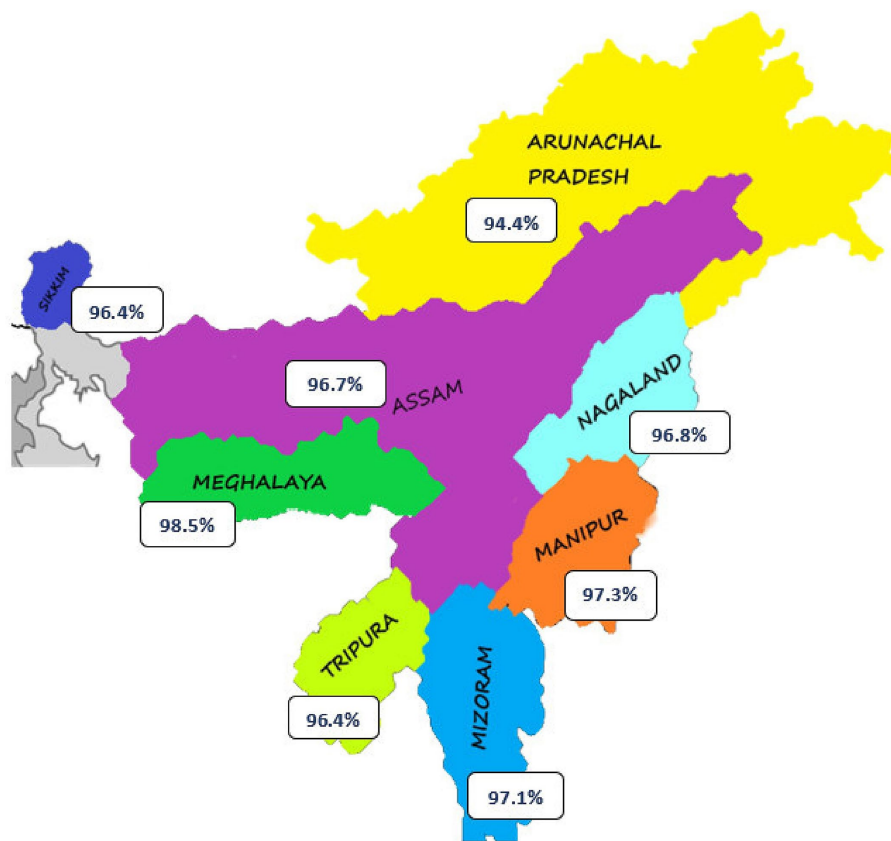 ARUNACHAL
PRADESH
94.4%
SIKKIM
96.4%
96.7%
ASSAM
NAGALAND
96.8%
MEGHALAYA
98.5%
MANIPUR
97.3%
TRIPURA
96.4%
MIZORAM
97.1%